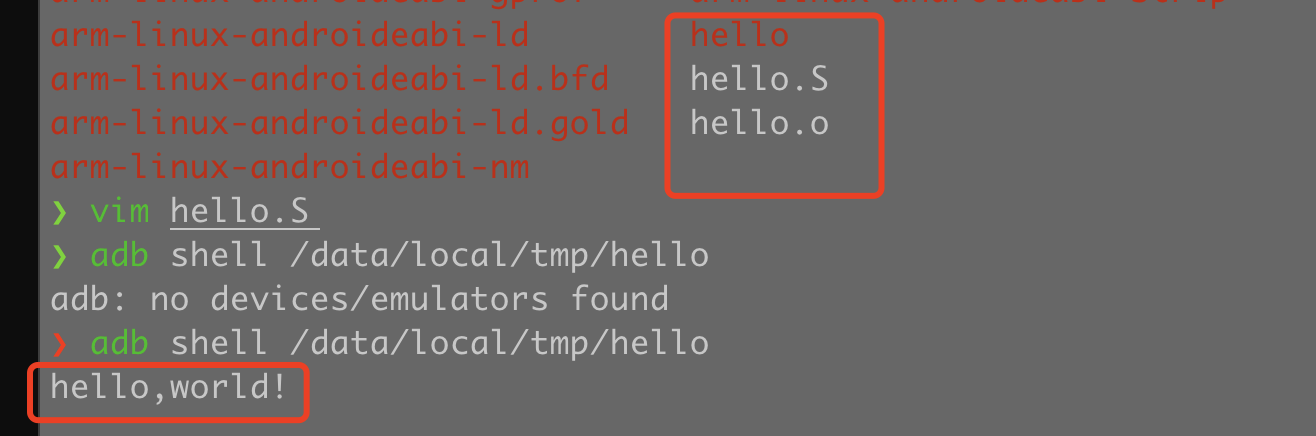 arm-linux-androideabi-ld hello
arm-linux-androideabi-ld.bfd hello.S
arm-linux-androideabi-ld.gold hello.o
arm-linux-androideabi-nm
❯ vim hello.S
❯ adb shell /data/local/tmp/hello
adb: no devices/emulators found
❯ adb shell /data/local/tmp/hello
hello,world!